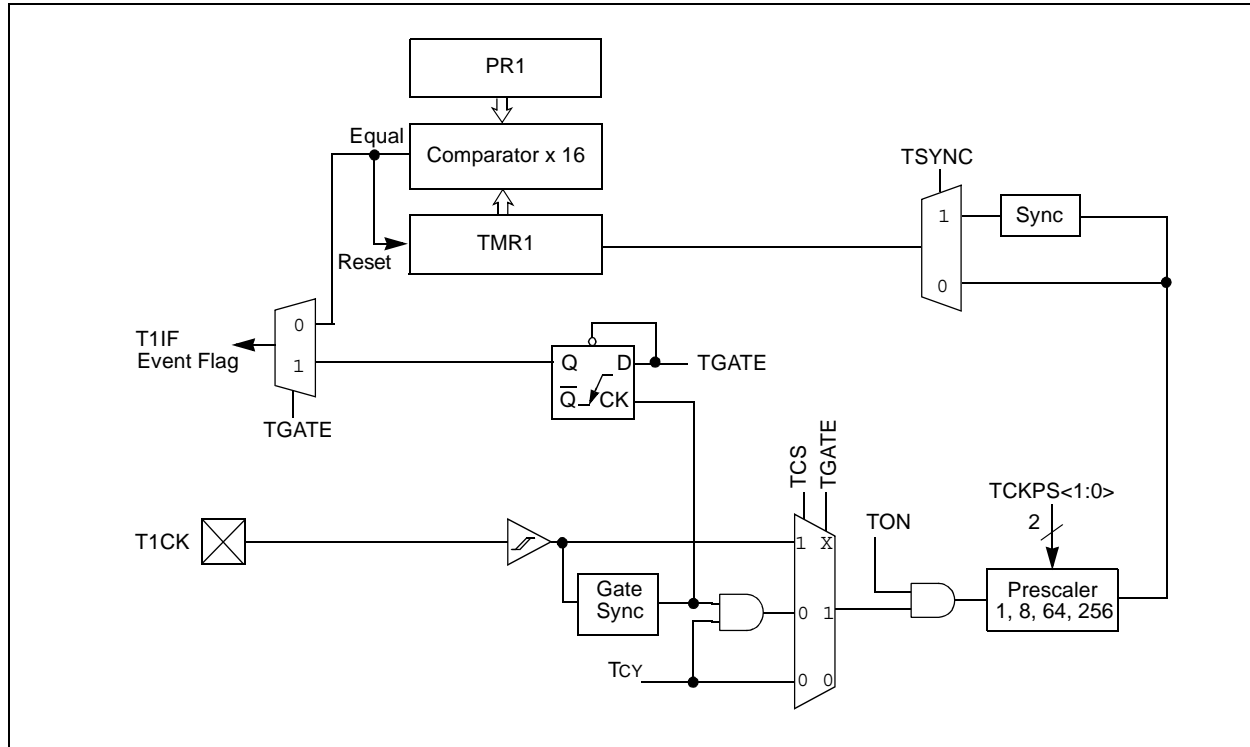 PR1
Equal
Comparator x 16
TSYNC
1
Sync
TMR1
Reset
0
0
T1IF
Event Flag
1
Q
D
TGATE
Q
CK
TGATE
TCS
TGATE
TCKPS<1:0>
2
TON
T1CK
1 X
Gate
Sync
0 1
Prescaler
1, 8, 64, 256
TCY
0 0